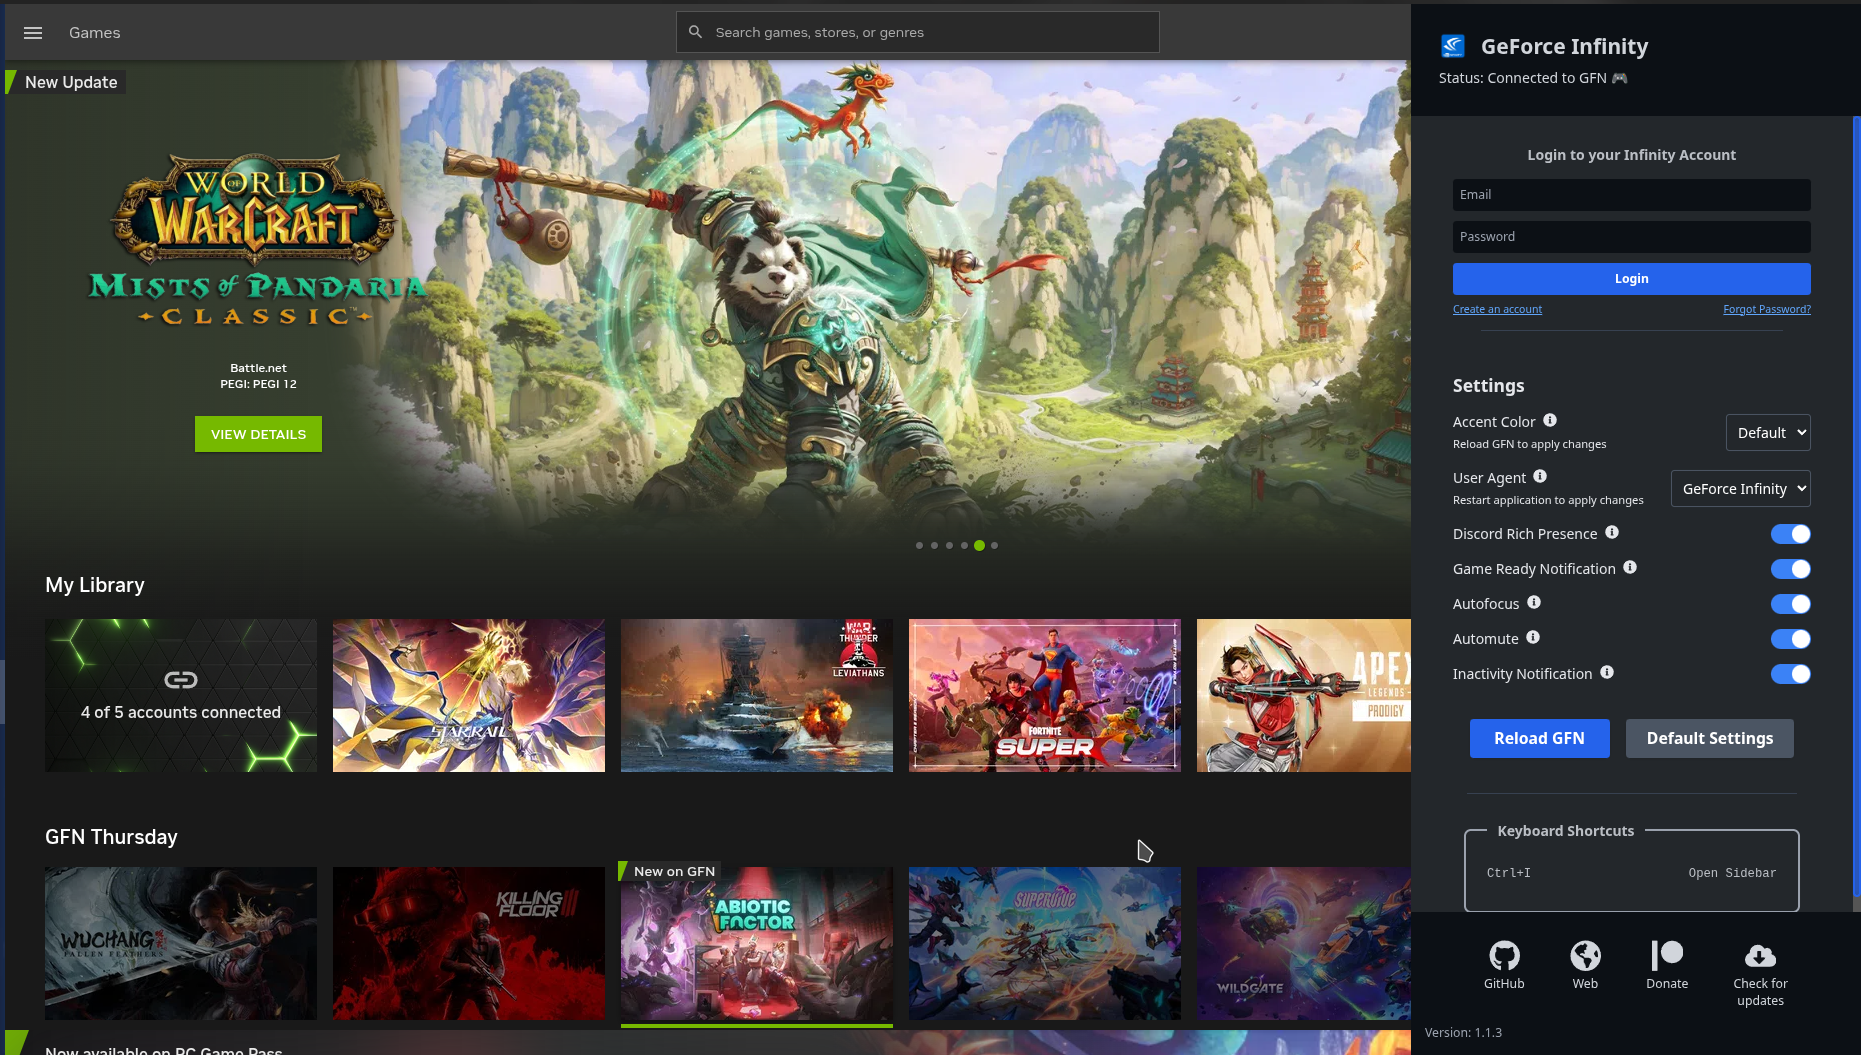 Games
Search games, stores, or genres
New Update
WORLD
OF
WARCRAFT
MISTS of PANDARIA
CLASSIC
Battle.net
PEGI: PEGI 12
VIEW DETAILS
My Library
4 of 5 accounts connected
STAR RAIL
WAR
THUNDER
LEVIATHANS
FORTNITE
SUPER
APEX
LEGENDS
PRODIGY
GFN Thursday
WUCHANG
FALLEN FEATHERS
KILLING
FLOOR III
New on GFN
ABIOTIC
FACTOR
SUPERVIVE
WILDGATE
Now available on PC Game Pass
GeForce Infinity
Status: Connected to GFN 🎮
Login to your Infinity Account
Email
Password
Login
Create an account
Forgot Password?
Settings
Accent Color
Reload GFN to apply changes
Default
User Agent
Restart application to apply changes
GeForce Infinity
Discord Rich Presence
Game Ready Notification
Autofocus
Automute
Inactivity Notification
Reload GFN
Default Settings
Keyboard Shortcuts
Ctrl+I
Open Sidebar
GitHub
Web
Donate
Check for
updates
Version: 1.1.3